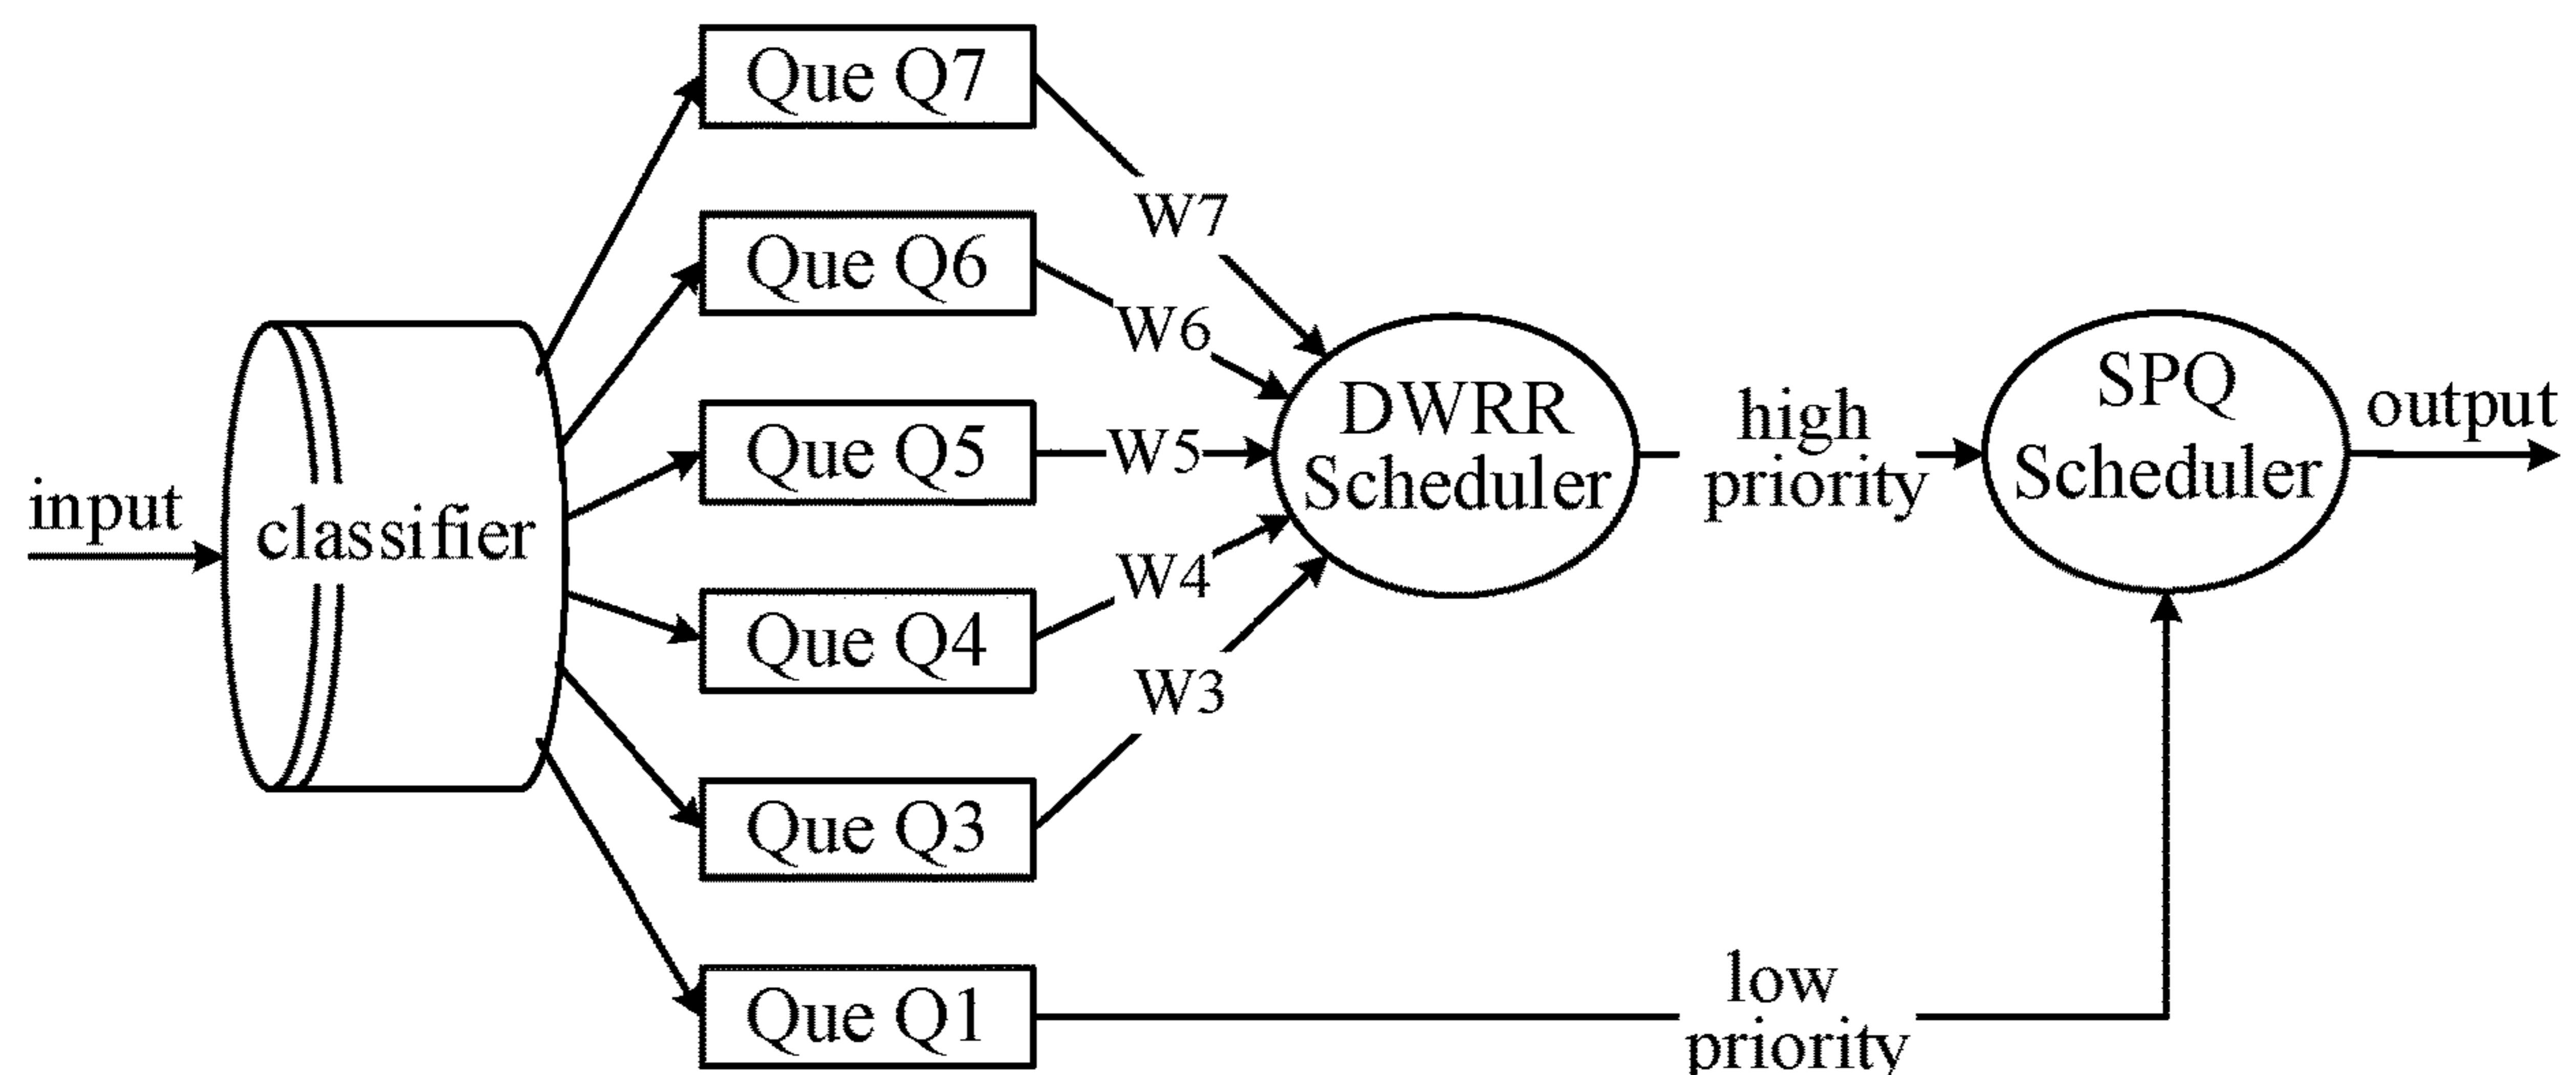 input
classifier
Que Q7
Que Q6
Que Q5
Que Q4
Que Q3
Que Q1
W7
W6
W5
W4
W3
DWRR
Scheduler
high
priority
low
priority
SPQ
Scheduler
output